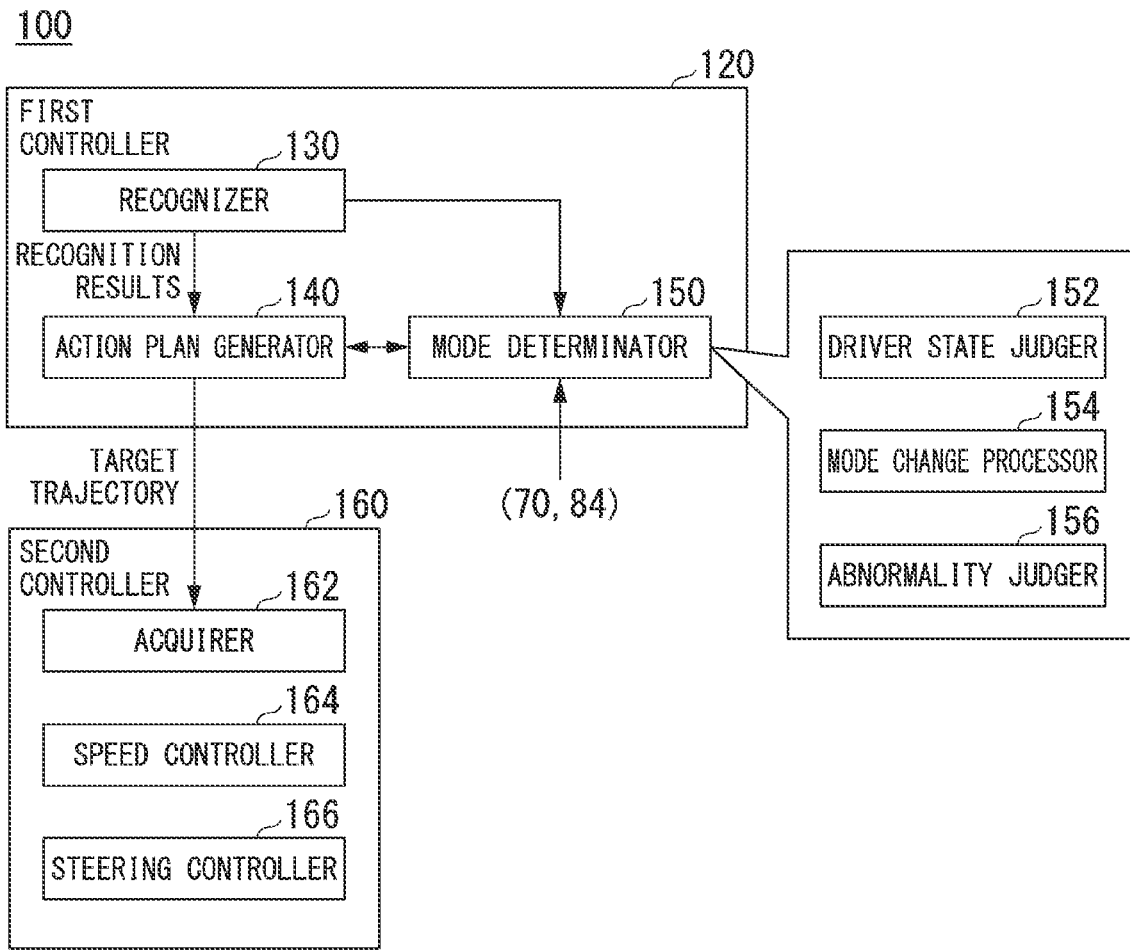 100
120
FIRST
CONTROLLER
130
RECOGNIZER
RECOGNITION
RESULTS
140
ACTION PLAN GENERATOR
150
MODE DETERMINATOR
152
DRIVER STATE JUDGER
154
MODE CHANGE PROCESSOR
156
ABNORMALITY JUDGER
TARGET
TRAJECTORY
(70, 84)
160
SECOND
CONTROLLER
162
ACQUIRER
164
SPEED CONTROLLER
166
STEERING CONTROLLER